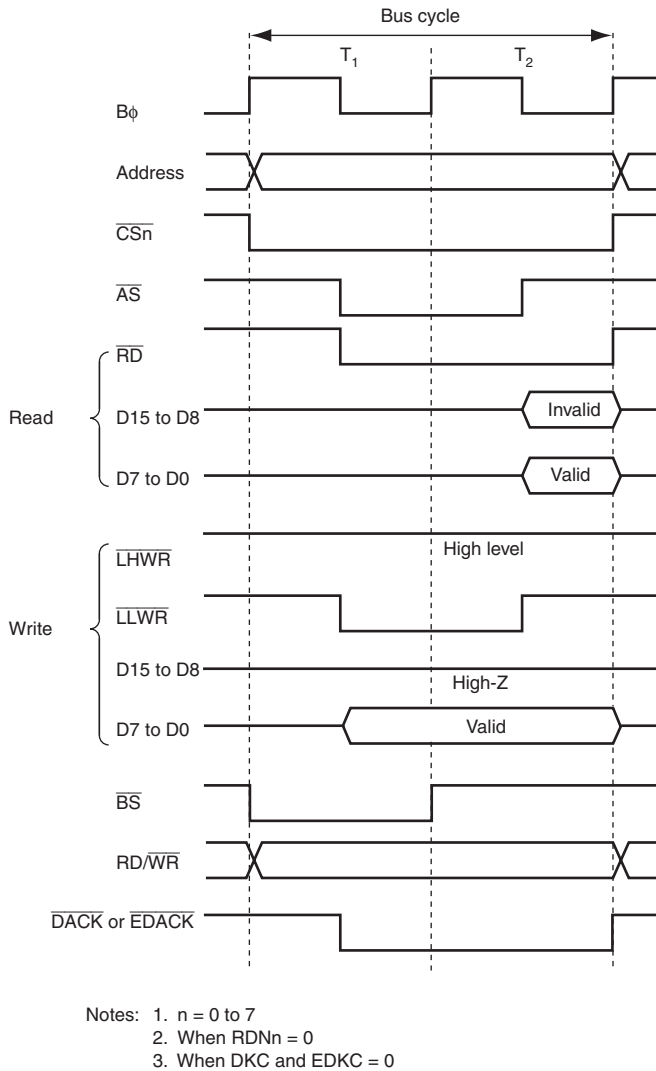 Bus cycle
T1 T2
Bφ
Address
CSn
AS
RD
Read D15 to D8 Invalid
D7 to D0 Valid
LHWR High level
LLWR
Write
D15 to D8 High-Z
D7 to D0 Valid
BS
RD/WR
DACK or EDACK
Notes: 1. n = 0 to 7
2. When RDNn = 0
3. When DKC and EDKC = 0